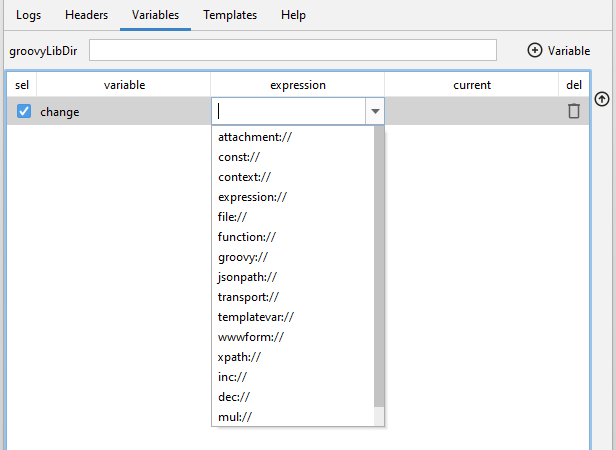 Logs Headers Variables Templates Help
groovyLibDir Variable
sel variable expression current del
change
attachment://
const://
context://
expression://
file://
function://
groovy://
jsonpath://
transport://
templatevar://
wwwform://
xpath://
inc://
dec://
mul://